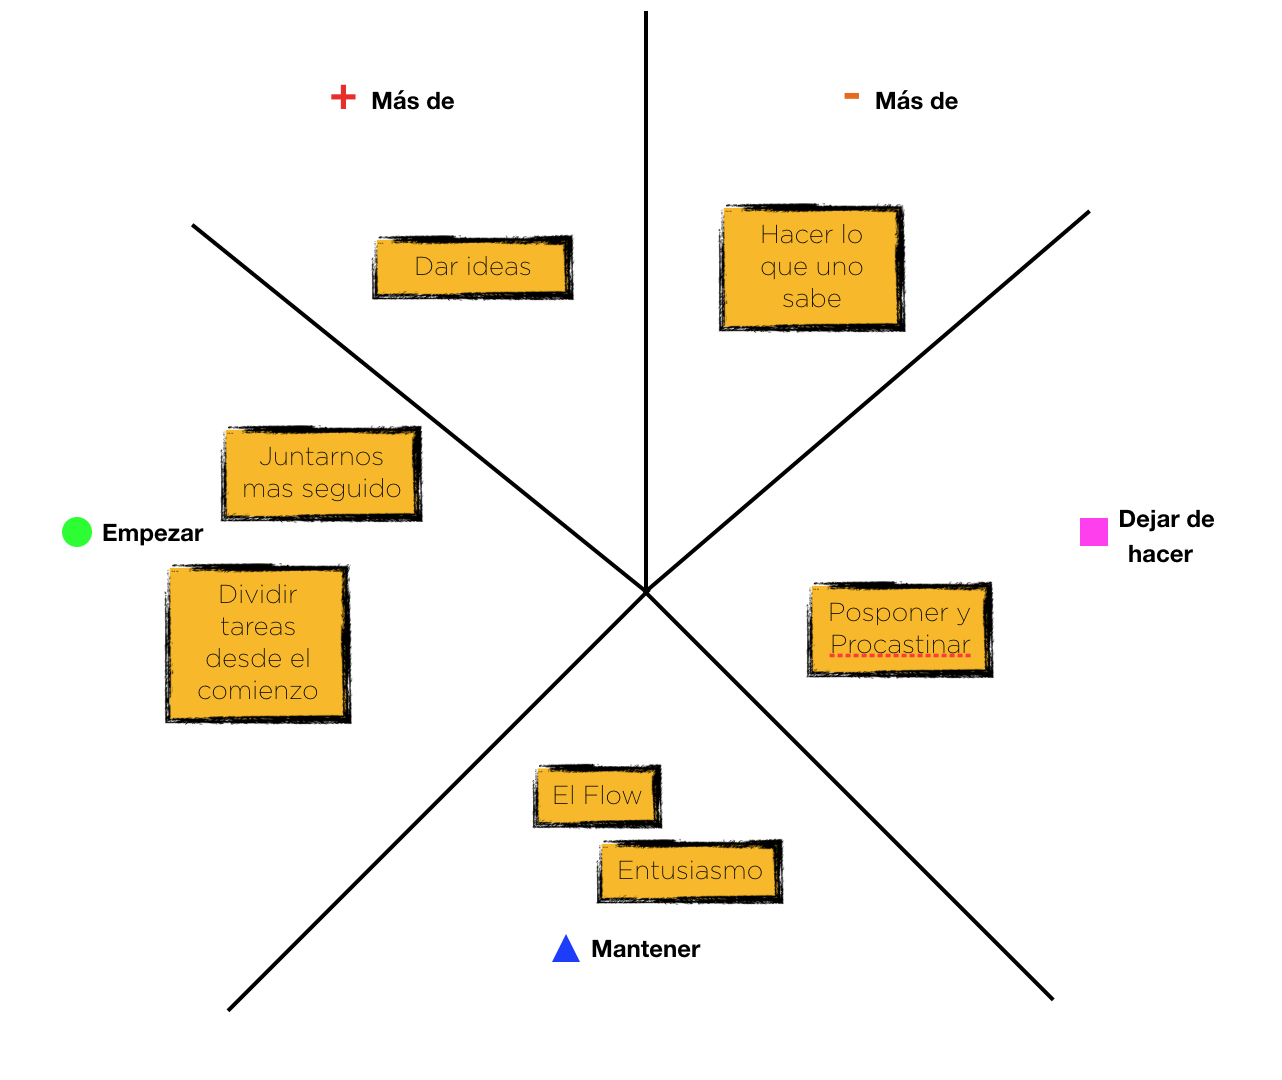 + Más de
- Más de
Dar ideas
Hacer lo
que uno
sabe
Juntarnos
mas seguido
Empezar
Dividir
tareas
desde el
comienzo
Dejar de
hacer
Posponer y
Procastinar
El Flow
Entusiasmo
Mantener